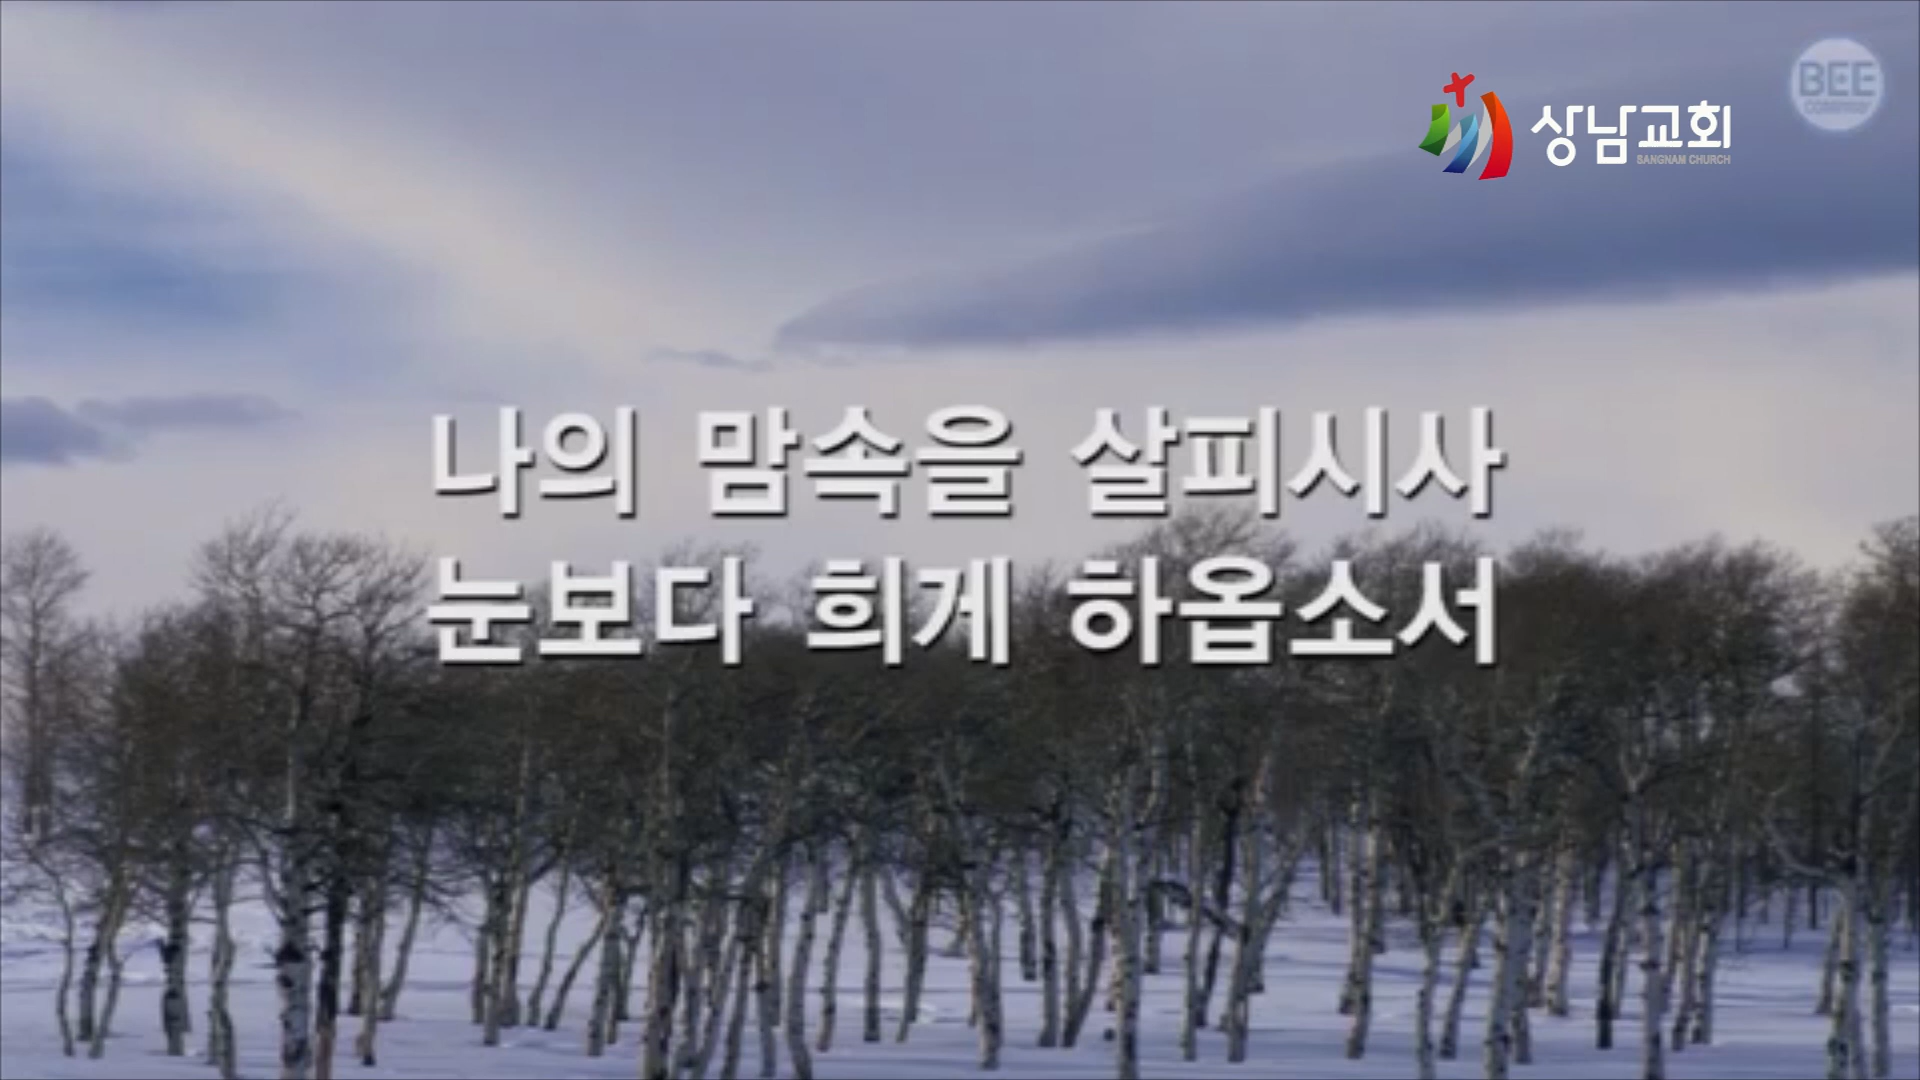 BEE
COMPANY
상남교회
SANGNAM CHURCH
나의 맘속을 살피시사
눈보다 희게 하옵소서